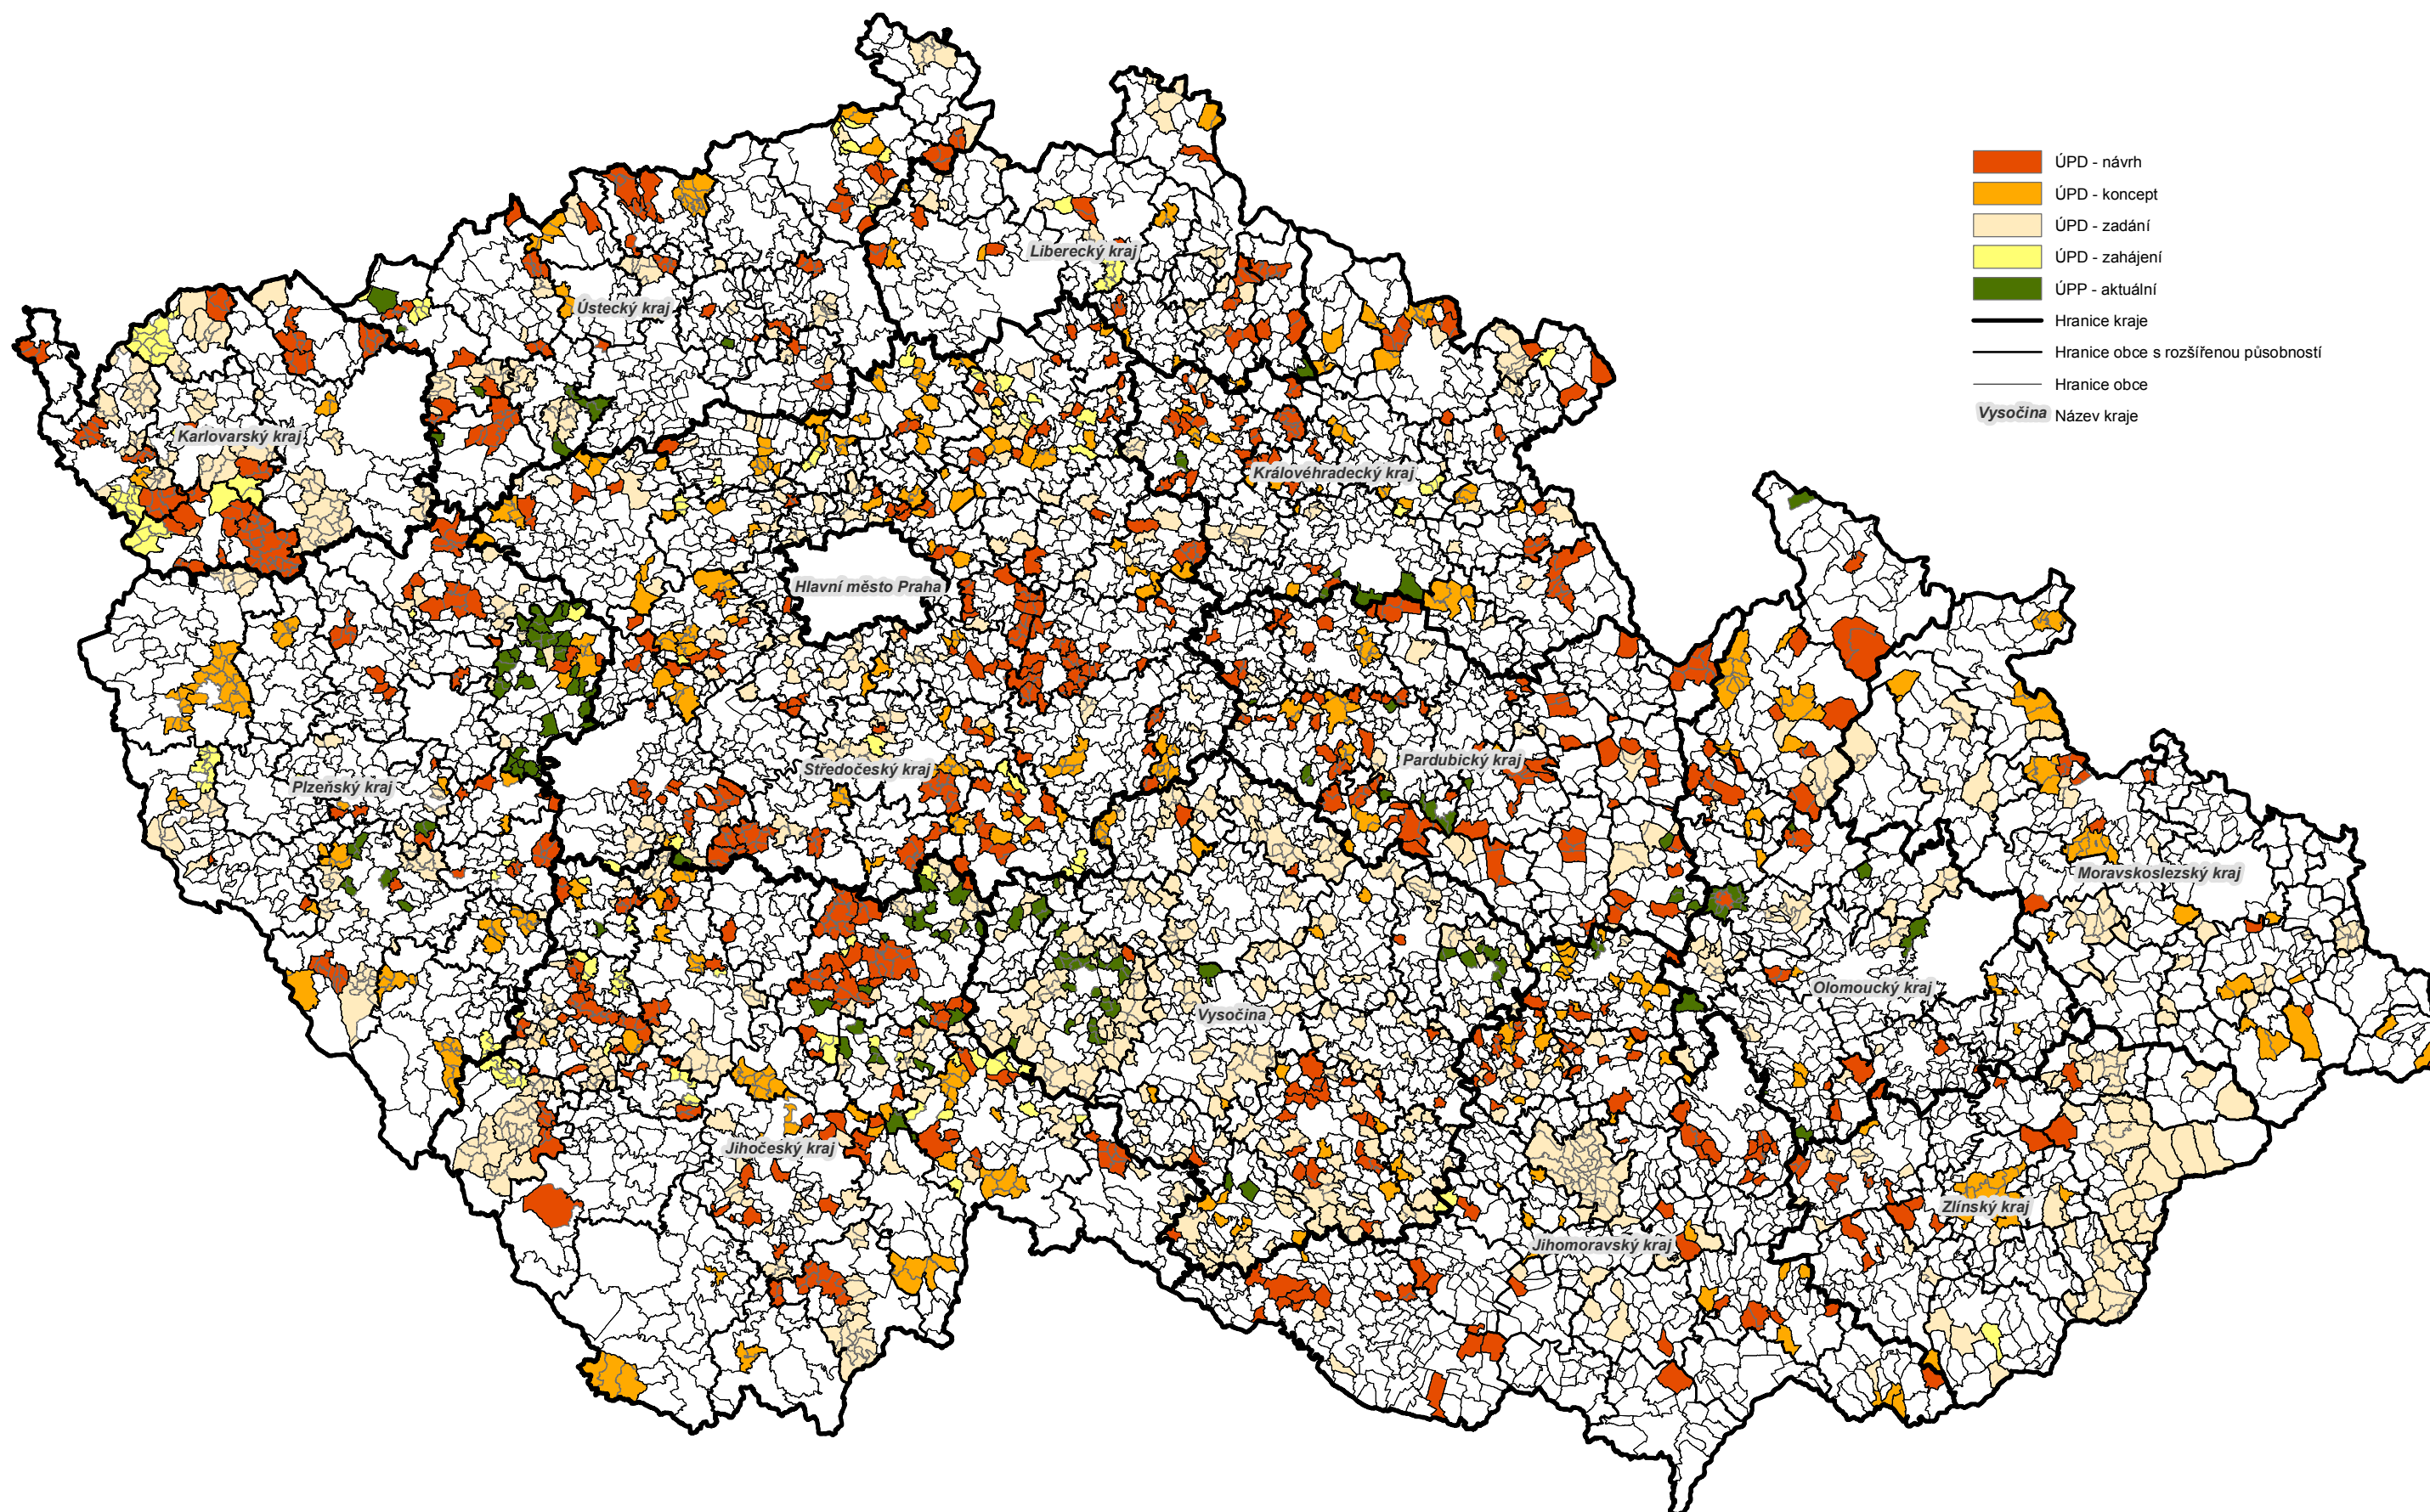 ÚPD - návrh
ÚPD - koncept
ÚPD - zadání
ÚPD - zahájení
ÚPP - aktuální
Hranice kraje
Hranice obce s rozšířenou působností
Hranice obce
Vysočina Název kraje
Liberecký kraj
Ústecký kraj
Karlovarský kraj
Královéhradecký kraj
Hlavní město Praha
Středočeský kraj
Pardubický kraj
Plzeňský kraj
Moravskoslezský kraj
Olomoucký kraj
Vysočina
Jihočeský kraj
Zlínský kraj
Jihomoravský kraj